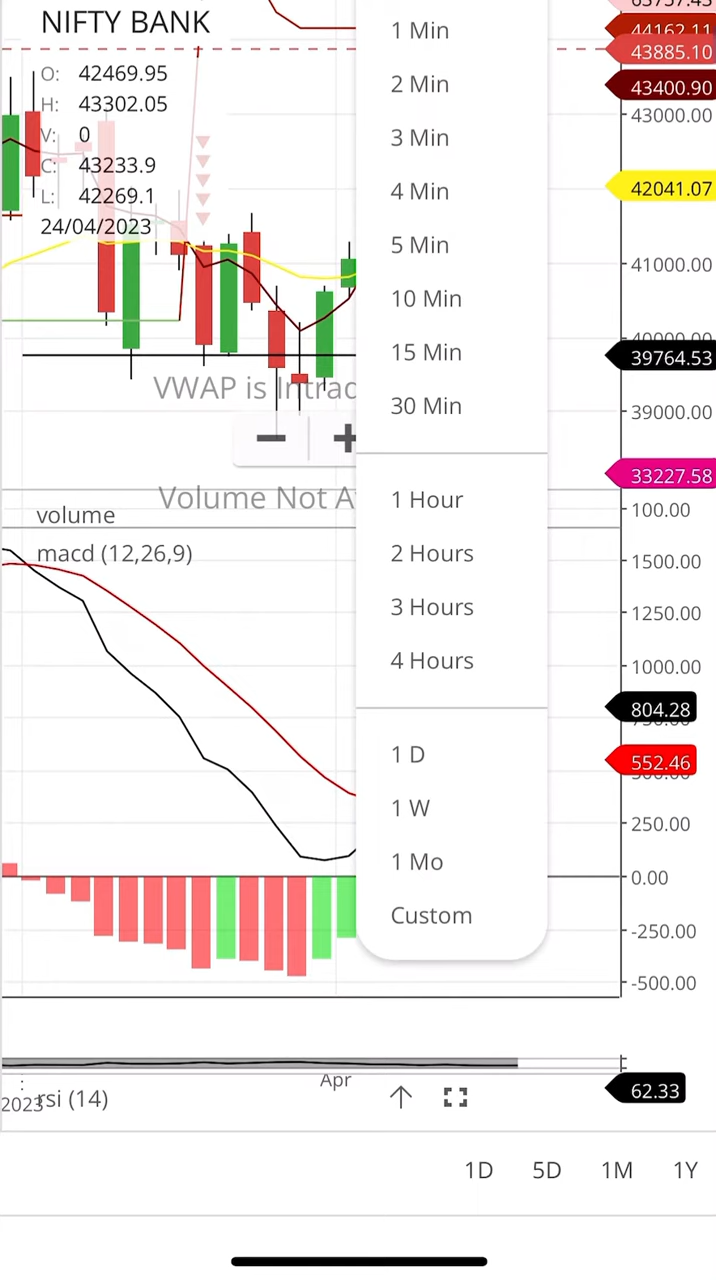 NIFTY BANK
O: 42469.95
H: 43302.05
V: 0
C: 43233.9
L: 42269.1
24/04/2023
VWAP is Intrad
Volume Not A
volume
macd (12,26,9)
1 Min
2 Min
3 Min
4 Min
5 Min
10 Min
15 Min
30 Min
1 Hour
2 Hours
3 Hours
4 Hours
1 D
1 W
1 Mo
Custom
44162.11
43885.10
43400.90
43000.00
42041.07
41000.00
40000.00
39764.53
39000.00
33227.58
100.00
1500.00
1250.00
1000.00
804.28
552.46
250.00
0.00
-250.00
-500.00
Apr
2023
rsi (14)
62.33
1D 5D 1M 1Y